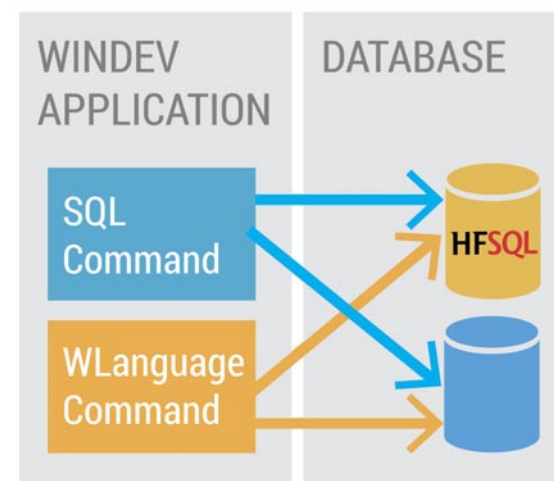 WINDEV
APPLICATION
DATABASE
SQL
Command
HFSQL
WLanguage
Command